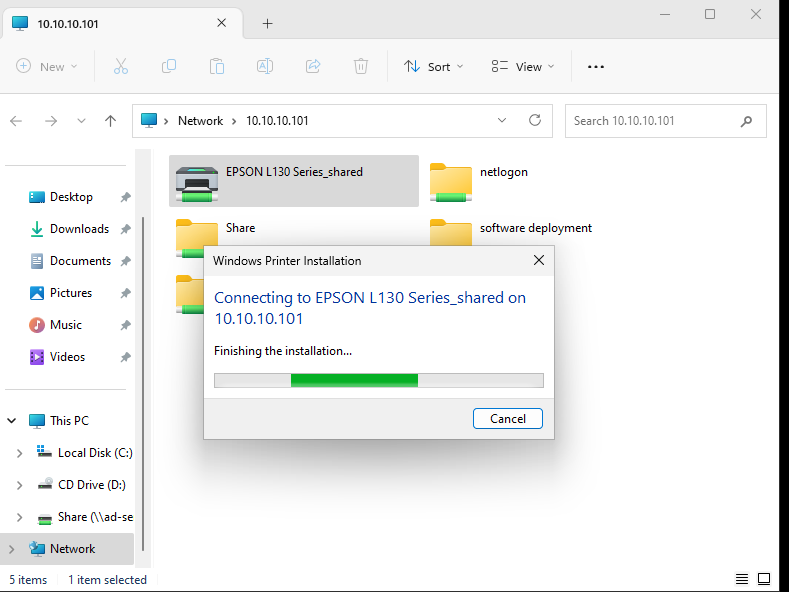 10.10.10.101
New
Sort
View
Network
10.10.10.101
Search 10.10.10.101
Desktop
Downloads
Documents
Pictures
Music
Videos
This PC
Local Disk (C:)
CD Drive (D:)
Share (\\ad-se
Network
EPSON L130 Series_shared
netlogon
Share
software deployment
Windows Printer Installation
Connecting to EPSON L130 Series_shared on
10.10.10.101
Finishing the installation...
Cancel
5 items
1 item selected